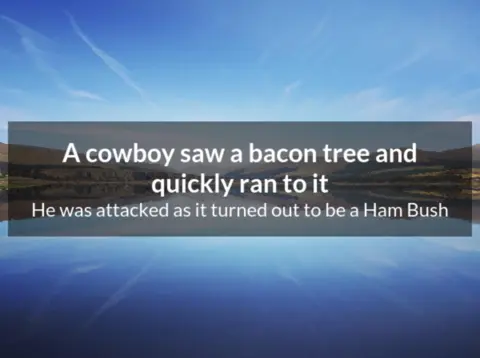 A cowboy saw a bacon tree and
quickly ran to it
He was attacked as it turned out to be a Ham Bush